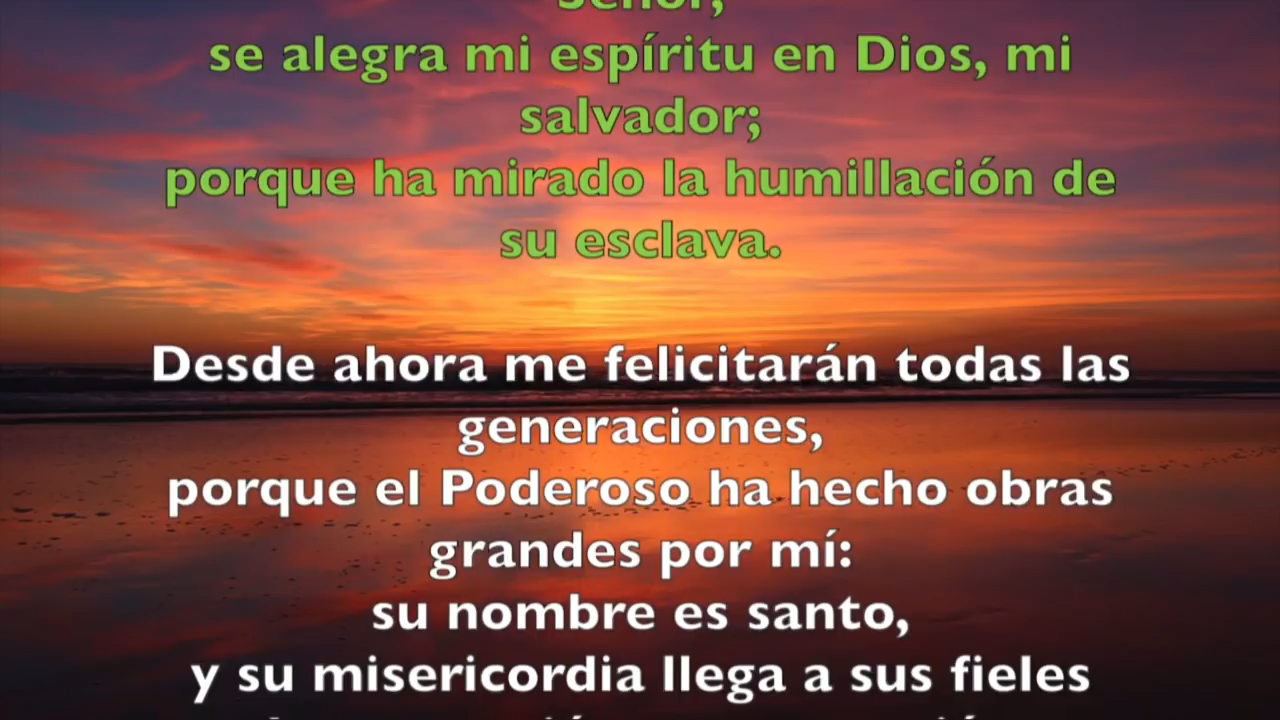 Señor,
se alegra mi espíritu en Dios, mi
salvador;
porque ha mirado la humillación de
su esclava.
Desde ahora me felicitarán todas las
generaciones,
porque el Poderoso ha hecho obras
grandes por mí:
su nombre es santo,
y su misericordia llega a sus fieles